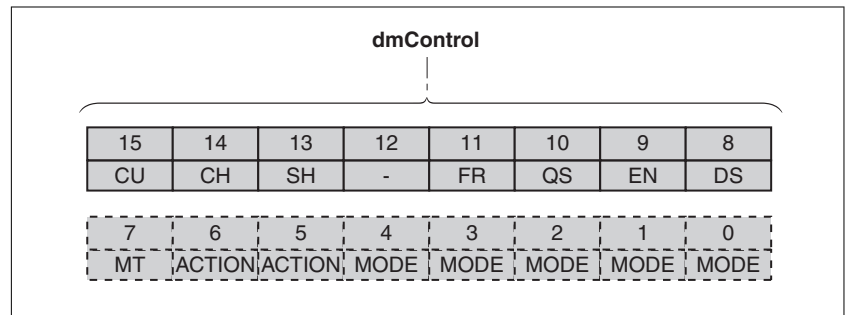 dmControl
15 14 13 12 11 10 9 8
CU CH SH - FR QS EN DS
7 6 5 4 3 2 1 0
MT ACTION ACTION MODE MODE MODE MODE MODE